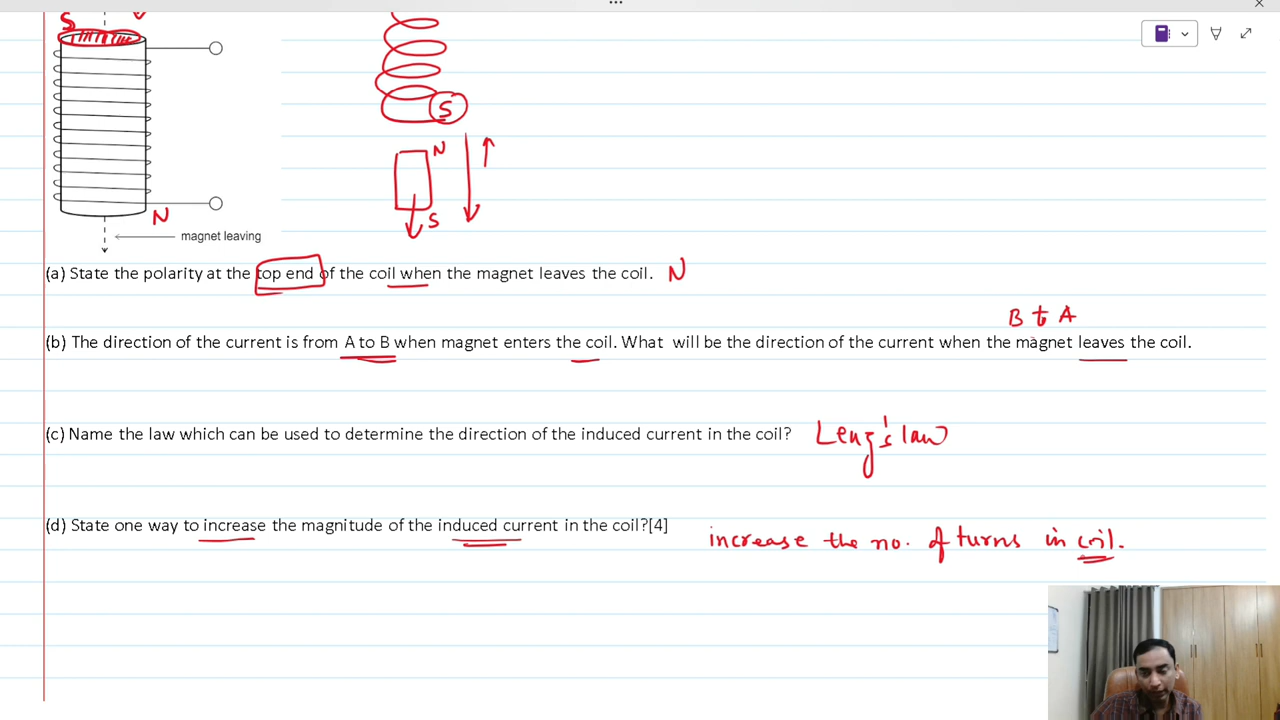 S
S
N
S
N
magnet leaving
(a) State the polarity at the top end of the coil when the magnet leaves the coil. N
B to A
(b) The direction of the current is from A to B when magnet enters the coil. What will be the direction of the current when the magnet leaves the coil.
(c) Name the law which can be used to determine the direction of the induced current in the coil? Lenz's law
(d) State one way to increase the magnitude of the induced current in the coil?[4]
increase the no. of turns in coil.